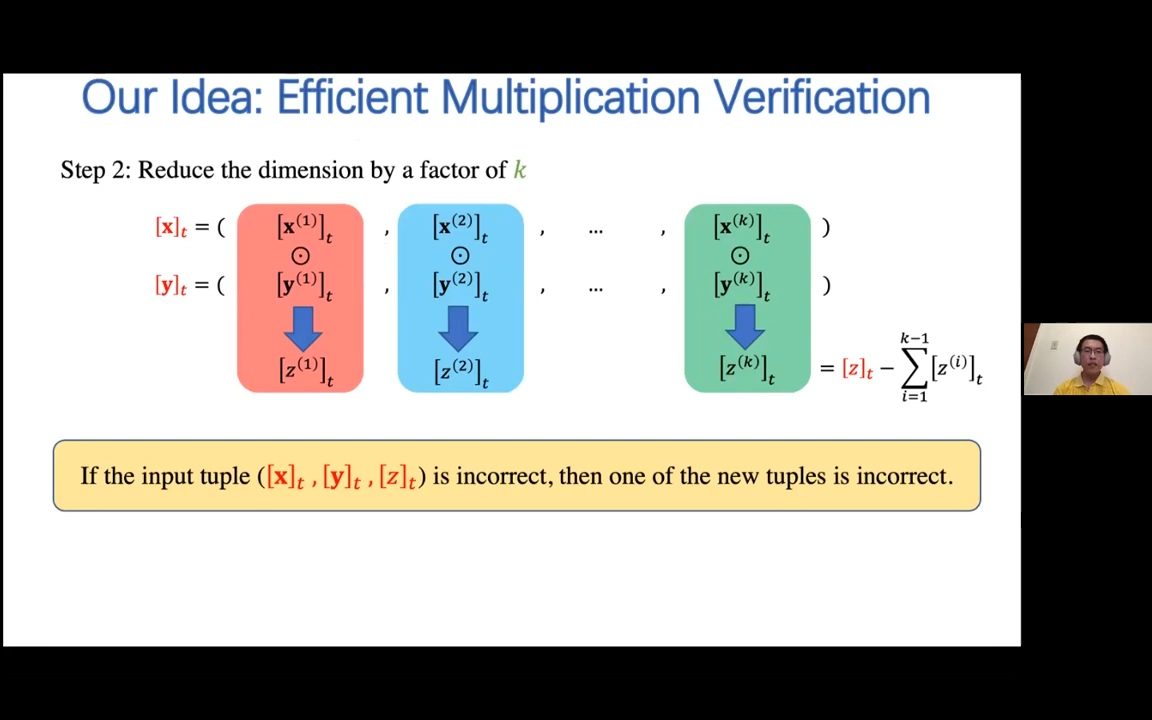 Our Idea: Efficient Multiplication Verification
Step 2: Reduce the dimension by a factor of k
[x]_t = ( [x^(1)]_t , [x^(2)]_t , ... , [x^(k)]_t )
⊙ ⊙ ⊙
[y]_t = ( [y^(1)]_t , [y^(2)]_t , ... , [y^(k)]_t )
[z^(1)]_t [z^(2)]_t [z^(k)]_t = [z]_t − ∑_{i=1}^{k−1} [z^(i)]_t
If the input tuple ([x]_t , [y]_t , [z]_t) is incorrect, then one of the new tuples is incorrect.